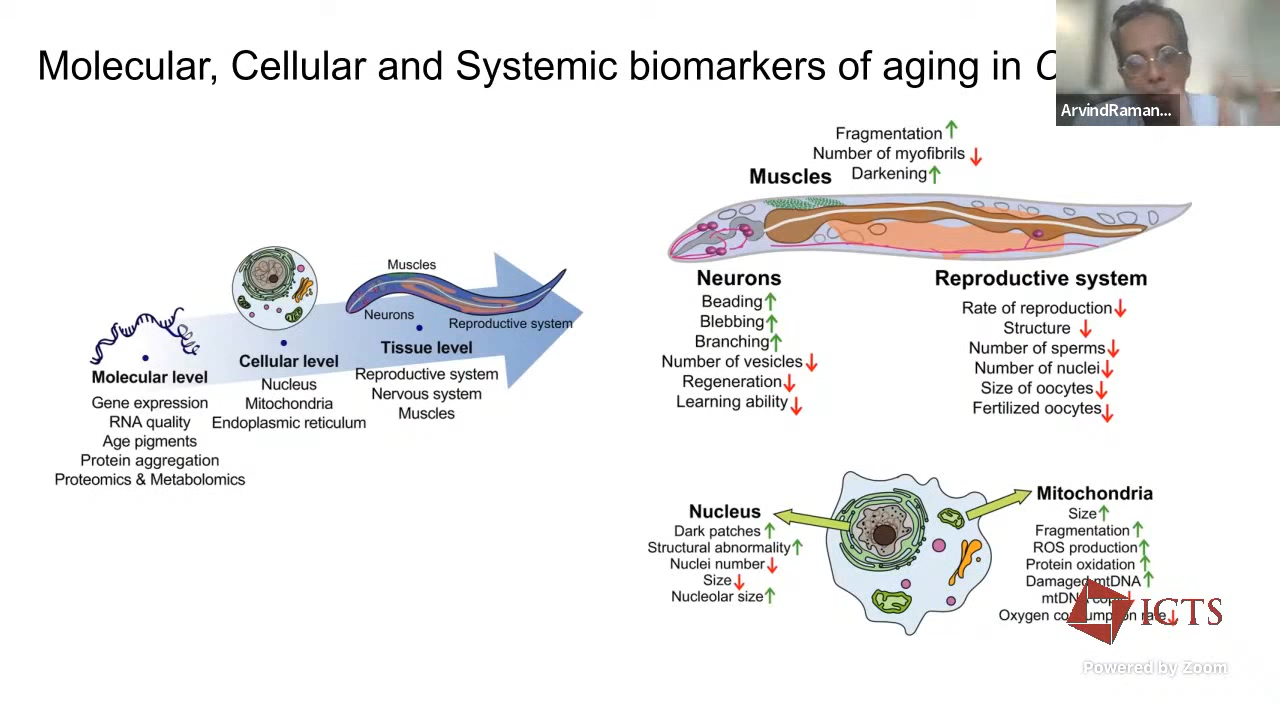 Molecular, Cellular and Systemic biomarkers of aging in C
ArvindRaman...
Muscles
Neurons
Reproductive system
Molecular level
Gene expression
RNA quality
Age pigments
Protein aggregation
Proteomics & Metabolomics
Cellular level
Nucleus
Mitochondria
Endoplasmic reticulum
Tissue level
Reproductive system
Nervous system
Muscles
Fragmentation ↑
Number of myofibrils ↓
Muscles Darkening ↑
Neurons
Beading ↑
Blebbing ↑
Branching ↑
Number of vesicles ↓
Regeneration ↓
Learning ability ↓
Reproductive system
Rate of reproduction ↓
Structure ↓
Number of sperms ↓
Number of nuclei ↓
Size of oocytes ↓
Fertilized oocytes ↓
Nucleus
Dark patches ↑
Structural abnormality ↑
Nuclei number ↓
Size ↓
Nucleolar size ↑
Mitochondria
Size ↑
Fragmentation ↑
ROS production ↑
Protein oxidation ↑
Damaged mtDNA ↑
mtDNA copy ↓
Oxygen consumption rate ↓
ICTS
Powered by Zoom